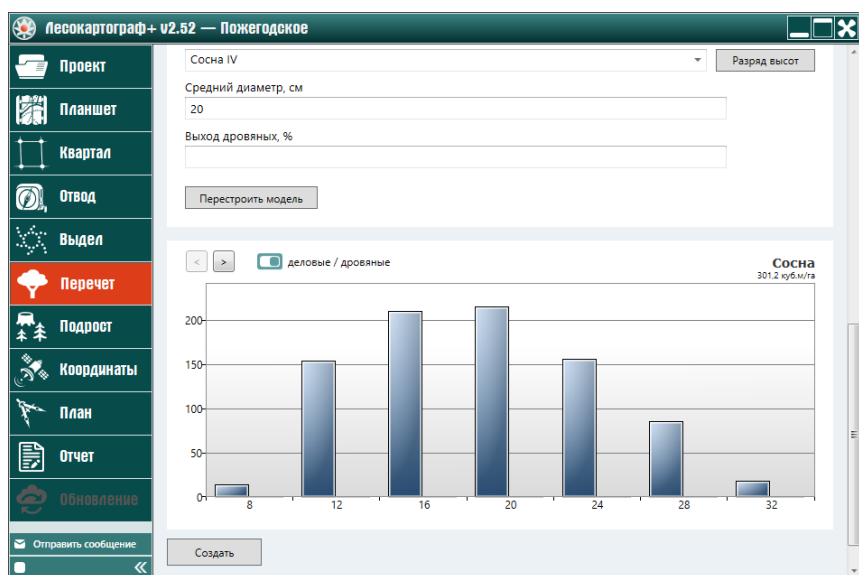 Лесокартограф+ v2.52 — Пожегодское
Проект
Планшет
Квартал
Отвод
Выдел
Перечет
Подрост
Координаты
План
Отчет
Обновление
Отправить сообщение
«
Сосна IV
Разряд высот
Средний диаметр, см
20
Выход дровяных, %
Перестроить модель
< >
деловые / дровяные
Сосна
301,2 куб.м/га
200
150
100
50
0
8 12 16 20 24 28 32
Создать